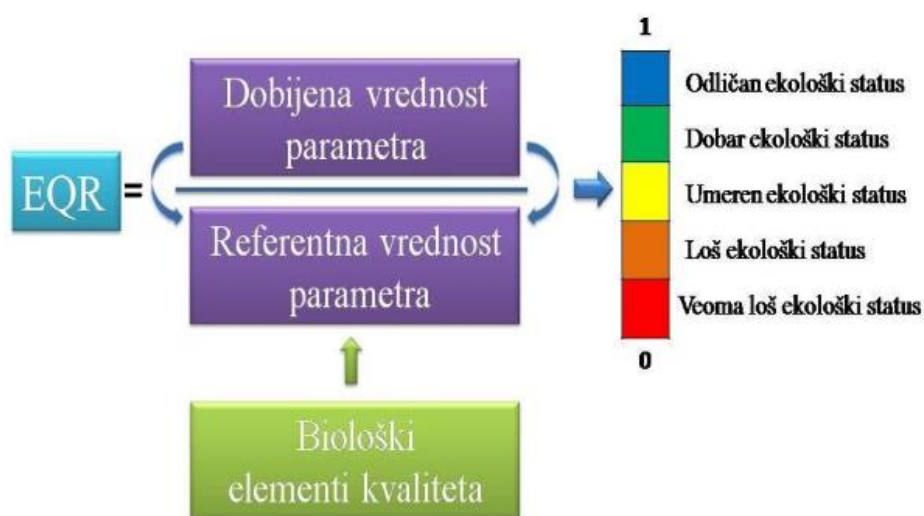 EQR =
Dobijena vrednost
parametra
Referentna vrednost
parametra
Biološki
elementi kvaliteta
1
Odličan ekološki status
Dobar ekološki status
Umeren ekološki status
Loš ekološki status
Veoma loš ekološki status
0